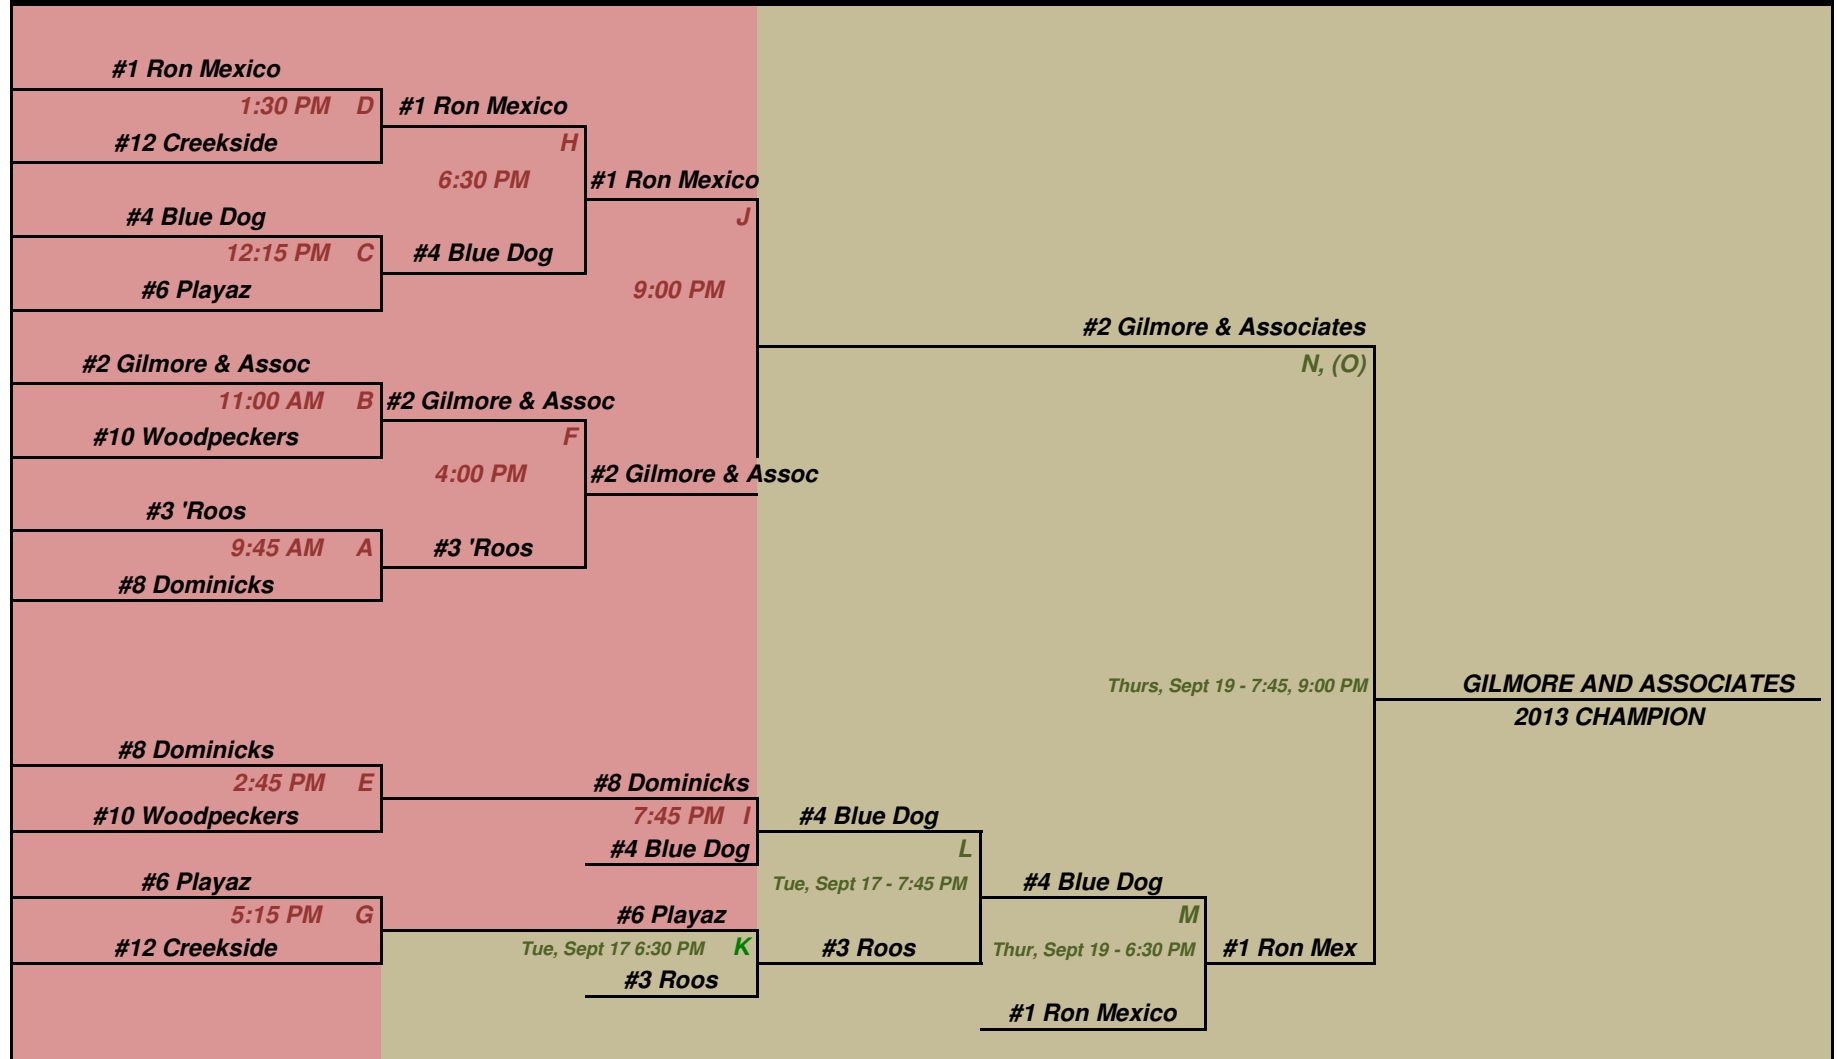 #1 Ron Mexico
1:30 PM D
#1 Ron Mexico
#12 Creekside
H
6:30 PM
#1 Ron Mexico
#4 Blue Dog
J
12:15 PM C
#4 Blue Dog
#6 Playaz
9:00 PM
#2 Gilmore & Associates
#2 Gilmore & Assoc
N, (O)
11:00 AM B
#2 Gilmore & Assoc
#10 Woodpeckers
F
4:00 PM
#2 Gilmore & Assoc
#3 'Roos
9:45 AM A
#3 'Roos
#8 Dominicks
Thurs, Sept 19 - 7:45, 9:00 PM
GILMORE AND ASSOCIATES
2013 CHAMPION
#8 Dominicks
2:45 PM E
#8 Dominicks
#10 Woodpeckers
7:45 PM I
#4 Blue Dog
#4 Blue Dog
L
#6 Playaz
Tue, Sept 17 - 7:45 PM
#4 Blue Dog
5:15 PM G
#6 Playaz
M
#12 Creekside
Tue, Sept 17 6:30 PM K
#3 Roos
Thur, Sept 19 - 6:30 PM
#1 Ron Mex
#3 Roos
#1 Ron Mexico